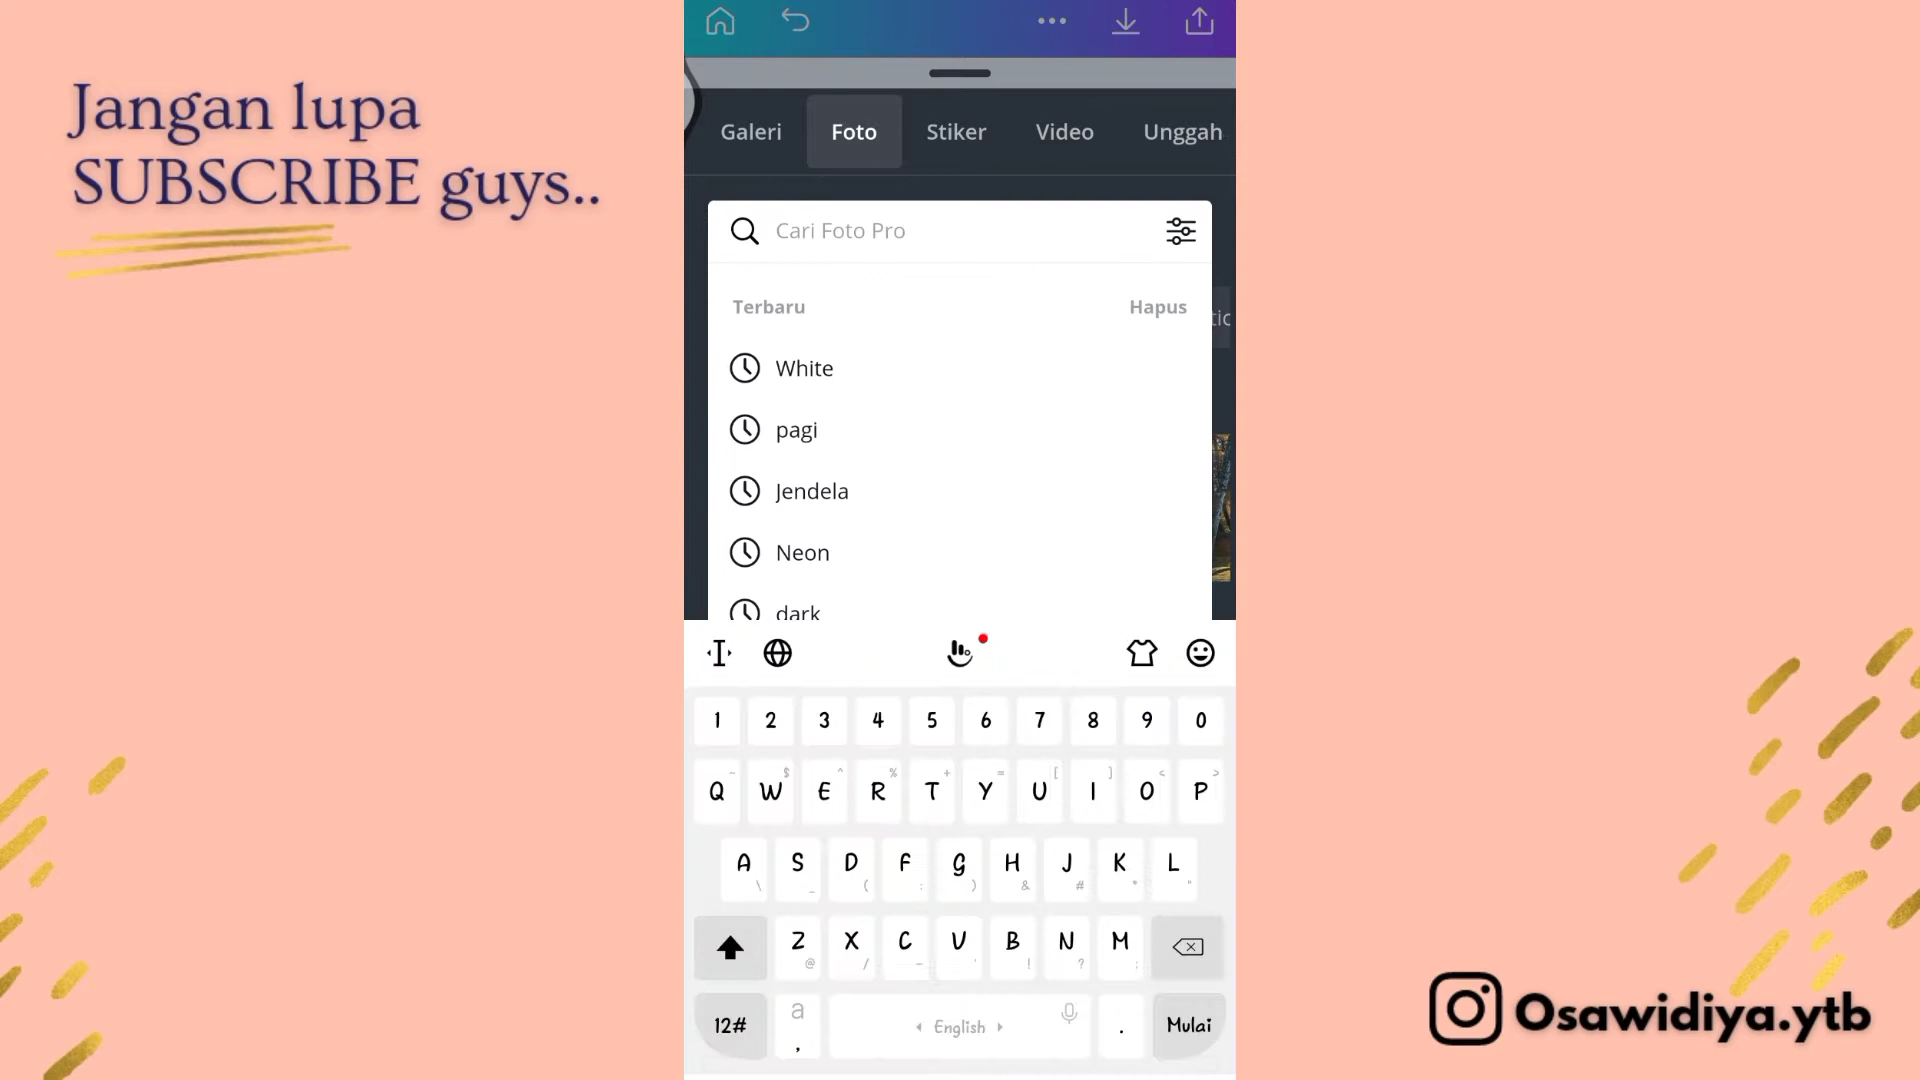 Jangan lupa
SUBSCRIBE guys..
Galeri Foto Stiker Video Unggah
Cari Foto Pro
Terbaru Hapus
White
pagi
Jendela
Neon
dark
1 2 3 4 5 6 7 8 9 0
Q W E R T Y U I O P
A S D F G H J K L
Z X C V B N M
12# , English . Mulai
Osawidiya.ytb